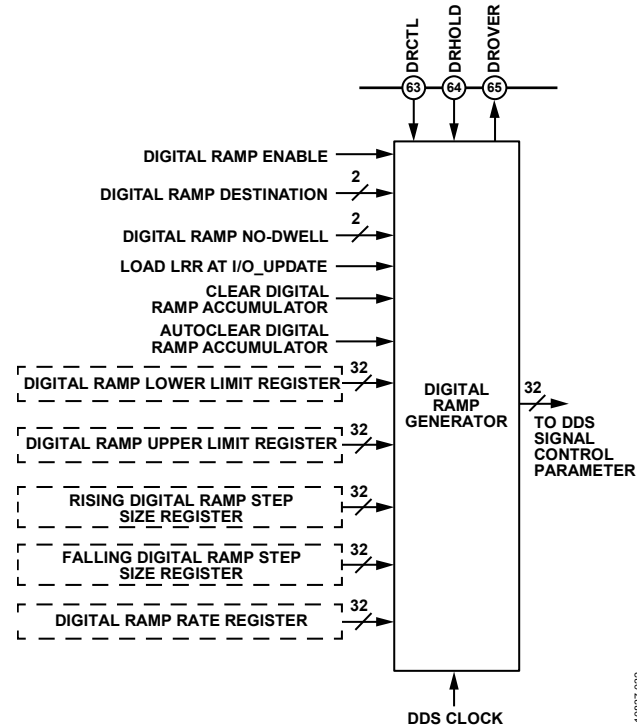 DRCTL
DRHOLD
DROVER
63
64
65
DIGITAL RAMP ENABLE
2
DIGITAL RAMP DESTINATION
2
DIGITAL RAMP NO-DWELL
LOAD LRR AT I/O_UPDATE
CLEAR DIGITAL
RAMP ACCUMULATOR
AUTOCLEAR DIGITAL
RAMP ACCUMULATOR
32
DIGITAL RAMP LOWER LIMIT REGISTER
32
DIGITAL RAMP UPPER LIMIT REGISTER
32
RISING DIGITAL RAMP STEP
SIZE REGISTER
32
FALLING DIGITAL RAMP STEP
SIZE REGISTER
32
DIGITAL RAMP RATE REGISTER
DIGITAL
RAMP
GENERATOR
32
TO DDS
SIGNAL
CONTROL
PARAMETER
DDS CLOCK